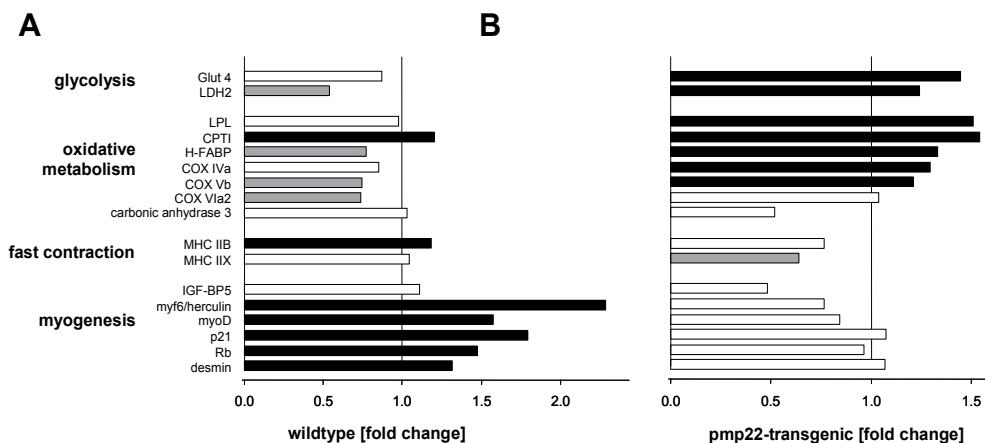 A
B
glycolysis
Glut 4
LDH2
oxidative
metabolism
LPL
CPTI
H-FABP
COX IVa
COX Vb
COX VIa2
carbonic anhydrase 3
fast contraction
MHC IIB
MHC IIX
myogenesis
IGF-BP5
myf6/herculin
myoD
p21
Rb
desmin
0.0 0.5 1.0 1.5 2.0
wildtype [fold change]
0.0 0.5 1.0 1.5
pmp22-transgenic [fold change]